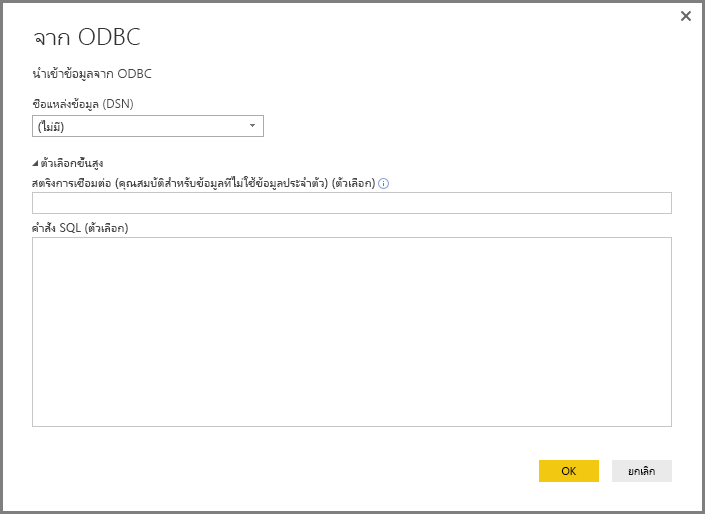 จาก ODBC
นำเข้าข้อมูลจาก ODBC
ชื่อแหล่งข้อมูล (DSN)
(ไม่มี)
ตัวเลือกขั้นสูง
สตริงการเชื่อมต่อ (คุณสมบัติสำหรับข้อมูลที่ไม่ใช้ข้อมูลประจำตัว) (ตัวเลือก)
คำสั่ง SQL (ตัวเลือก)
OK
ยกเลิก